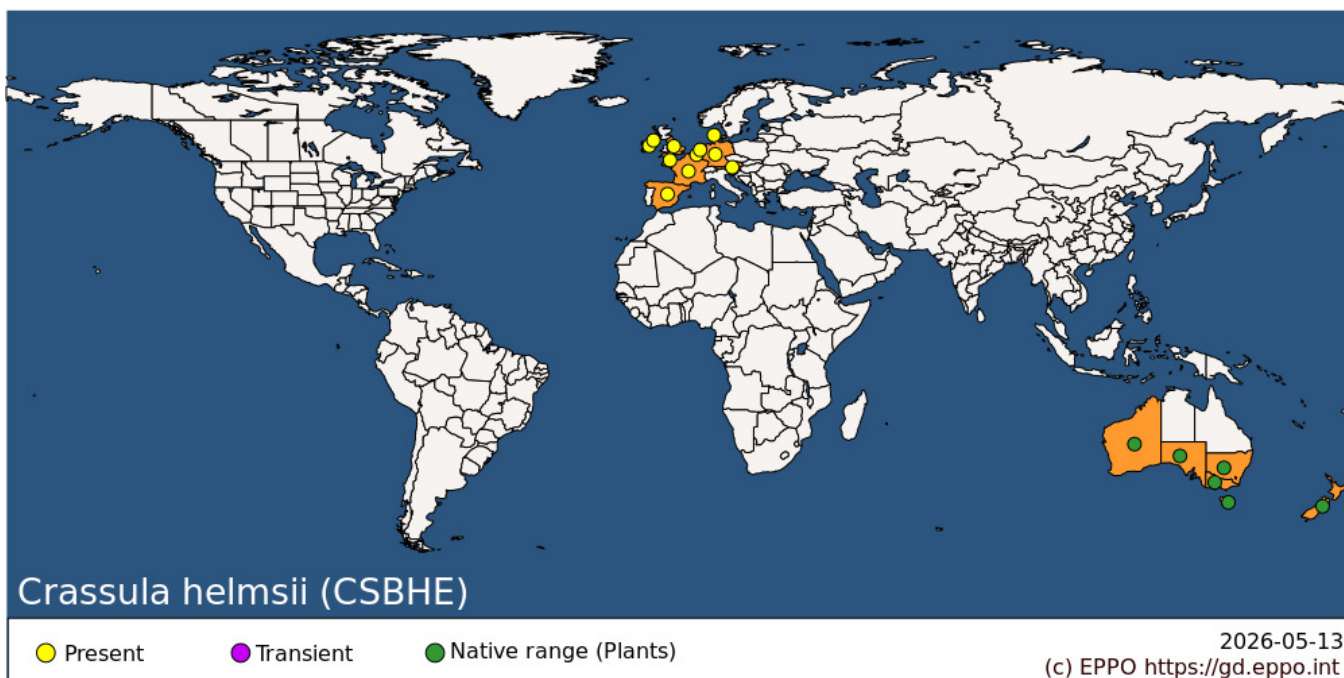 Crassula helmsii (CSBHE)
Present
Transient
Native range (Plants)
2026-05-13
(c) EPPO https://gd.eppo.int